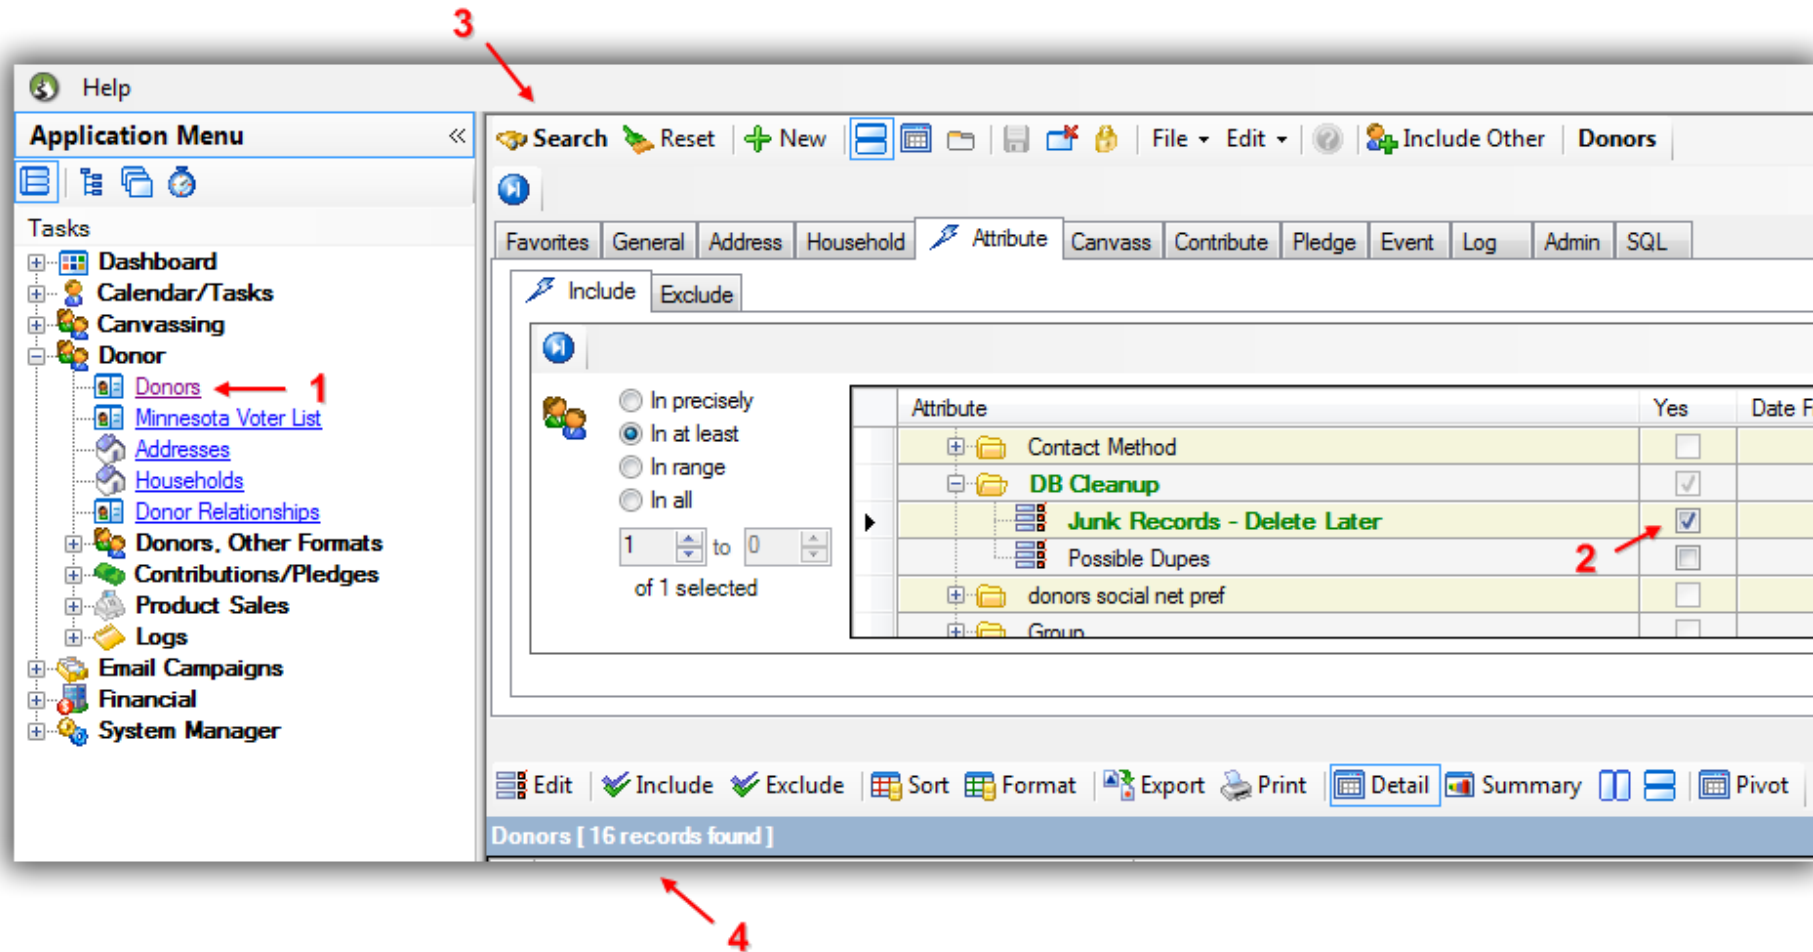 3
Help
Application Menu «
Search Reset New File Edit Include Other Donors
Tasks
Favorites General Address Household Attribute Canvass Contribute Pledge Event Log Admin SQL
Dashboard
Calendar/Tasks
Canvassing
Donor
Donors 1
Minnesota Voter List
Addresses
Households
Donor Relationships
Donors, Other Formats
Contributions/Pledges
Product Sales
Logs
Email Campaigns
Financial
System Manager
Include Exclude
In precisely
In at least
In range
In all
1 to 0
of 1 selected
Attribute Yes Date F
Contact Method
DB Cleanup
Junk Records - Delete Later
2
Possible Dupes
donors social net pref
Group
Edit Include Exclude Sort Format Export Print Detail Summary Pivot
Donors [ 16 records found ]
4